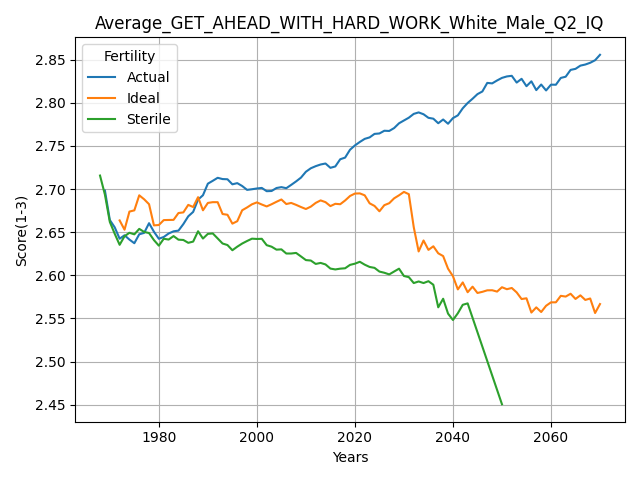 Average_GET_AHEAD_WITH_HARD_WORK_White_Male_Q2_IQ
Fertility
Actual
Ideal
Sterile
Score(1-3)
2.85
2.80
2.75
2.70
2.65
2.60
2.55
2.50
2.45
1980 2000 2020 2040 2060
Years